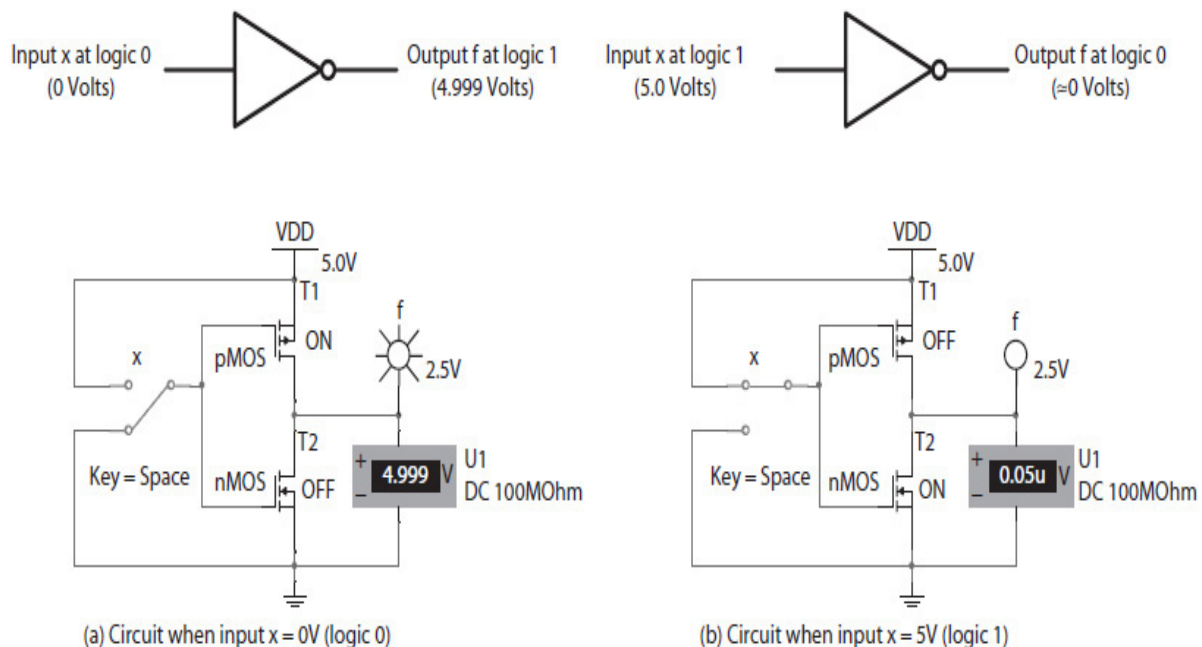 Input x at logic 0
(0 Volts)
Output f at logic 1
(4.999 Volts)
Input x at logic 1
(5.0 Volts)
Output f at logic 0
(≃0 Volts)
VDD
5.0V
T1
f
ON
pMOS
x
2.5V
T2
Key = Space
nMOS
OFF
+
4.999
V
–
U1
DC 100MOhm
(a) Circuit when input x = 0V (logic 0)
VDD
5.0V
T1
f
OFF
pMOS
x
2.5V
T2
Key = Space
nMOS
ON
+
0.05u
V
–
U1
DC 100MOhm
(b) Circuit when input x = 5V (logic 1)